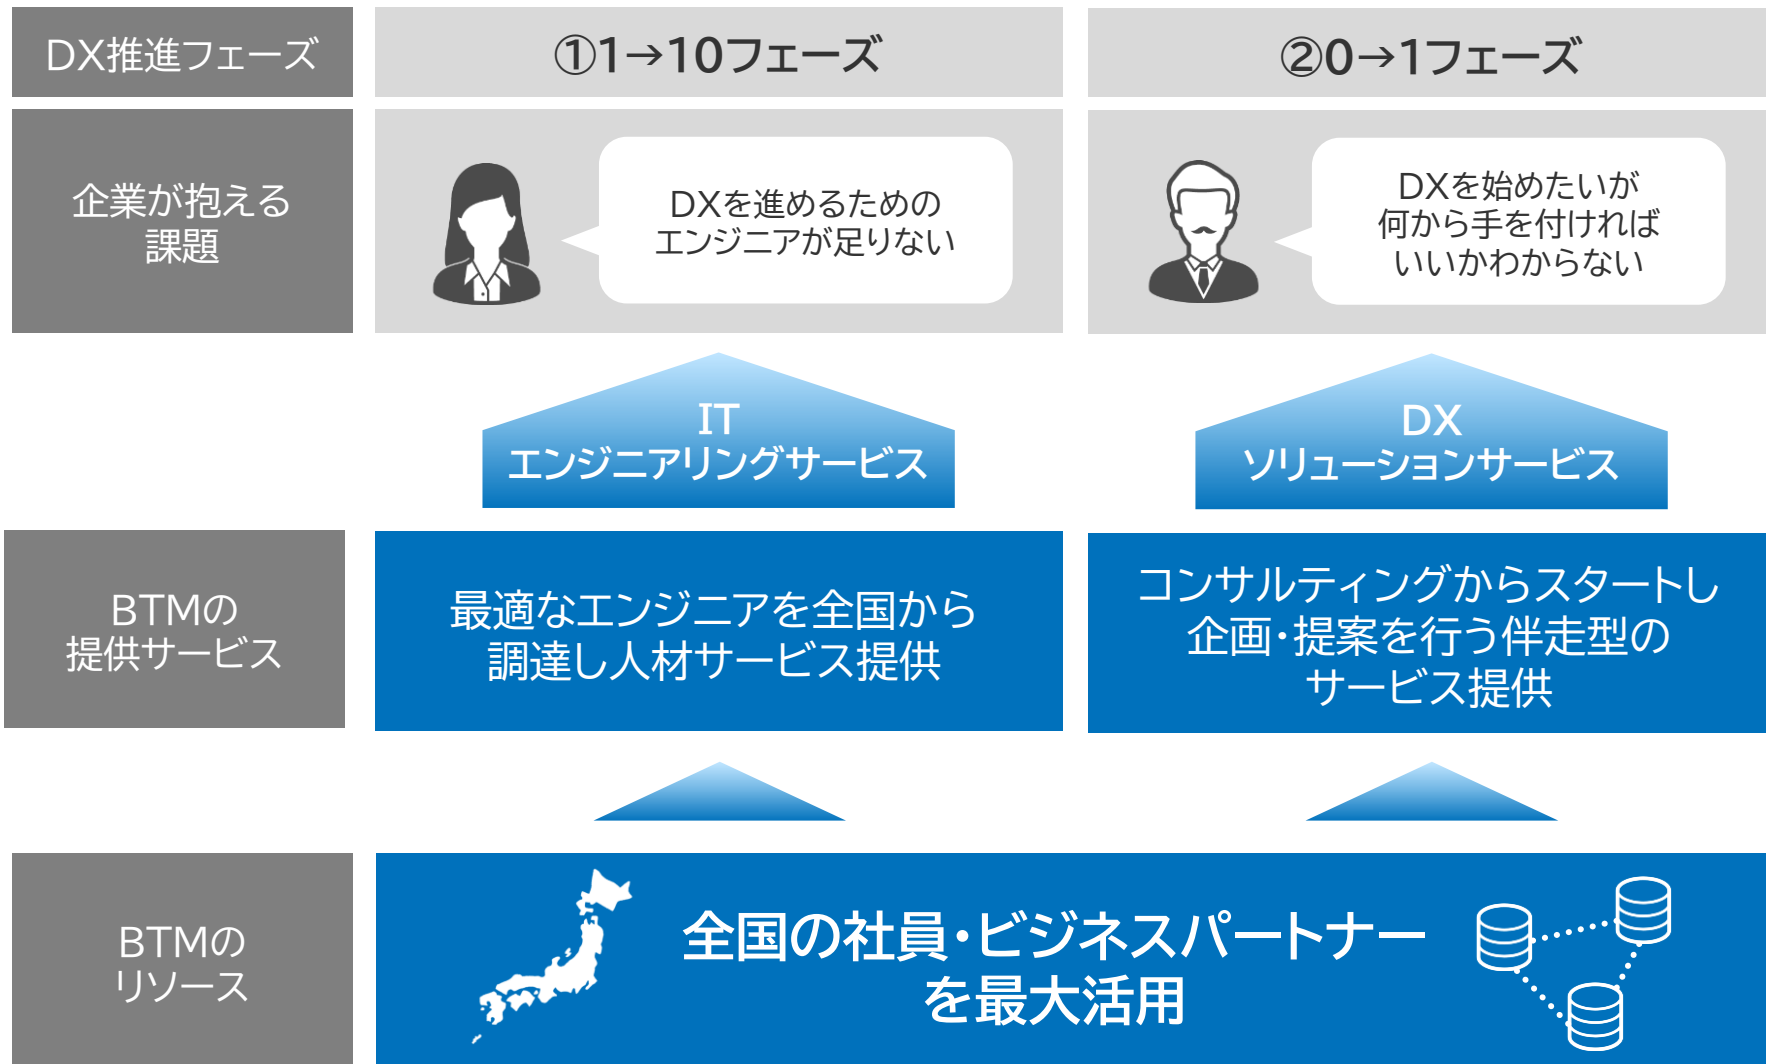 DX推進フェーズ
①1→10フェーズ
②0→1フェーズ
企業が抱える
課題
DXを進めるための
エンジニアが足りない
DXを始めたいが
何から手を付ければ
いいかわからない
IT
エンジニアリングサービス
DX
ソリューションサービス
BTMの
提供サービス
最適なエンジニアを全国から
調達し人材サービス提供
コンサルティングからスタートし
企画・提案を行う伴走型の
サービス提供
BTMの
リソース
全国の社員・ビジネスパートナー
を最大活用